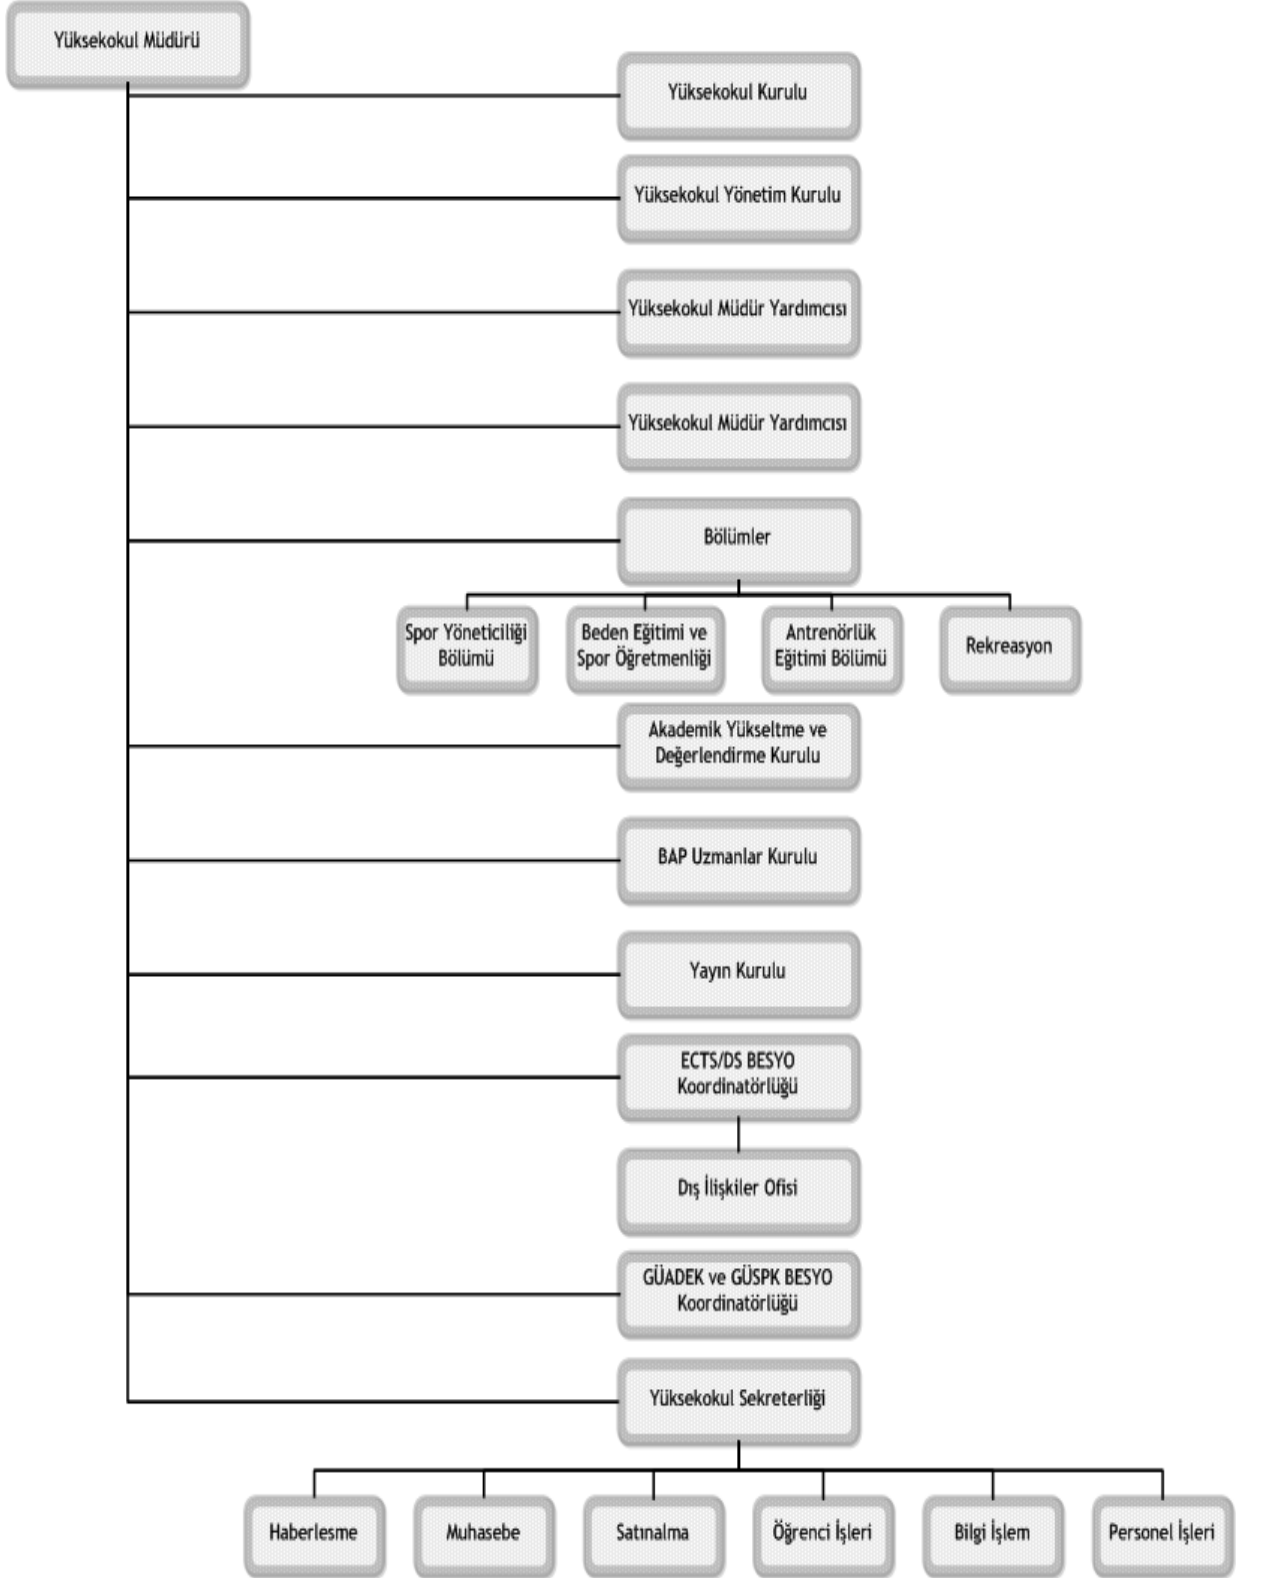 Yüksekokul Müdürü
Yüksekokul Kurulu
Yüksekokul Yönetim Kurulu
Yüksekokul Müdür Yardımcısı
Yüksekokul Müdür Yardımcısı
Bölümler
Spor Yöneticiliği
Bölümü
Beden Eğitimi ve
Spor Öğretmenliği
Antrenörlük
Eğitimi Bölümü
Rekreasyon
Akademik Yükseltme ve
Değerlendirme Kurulu
BAP Uzmanlar Kurulu
Yayın Kurulu
ECTS/DS BESYO
Koordinatörlüğü
Dış İlişkiler Ofisi
GÜADEK ve GÜSPK BESYO
Koordinatörlüğü
Yüksekokul Sekreterliği
Haberlesme
Muhasebe
Satınalma
Öğrenci İşleri
Bilgi İşlem
Personel İşleri